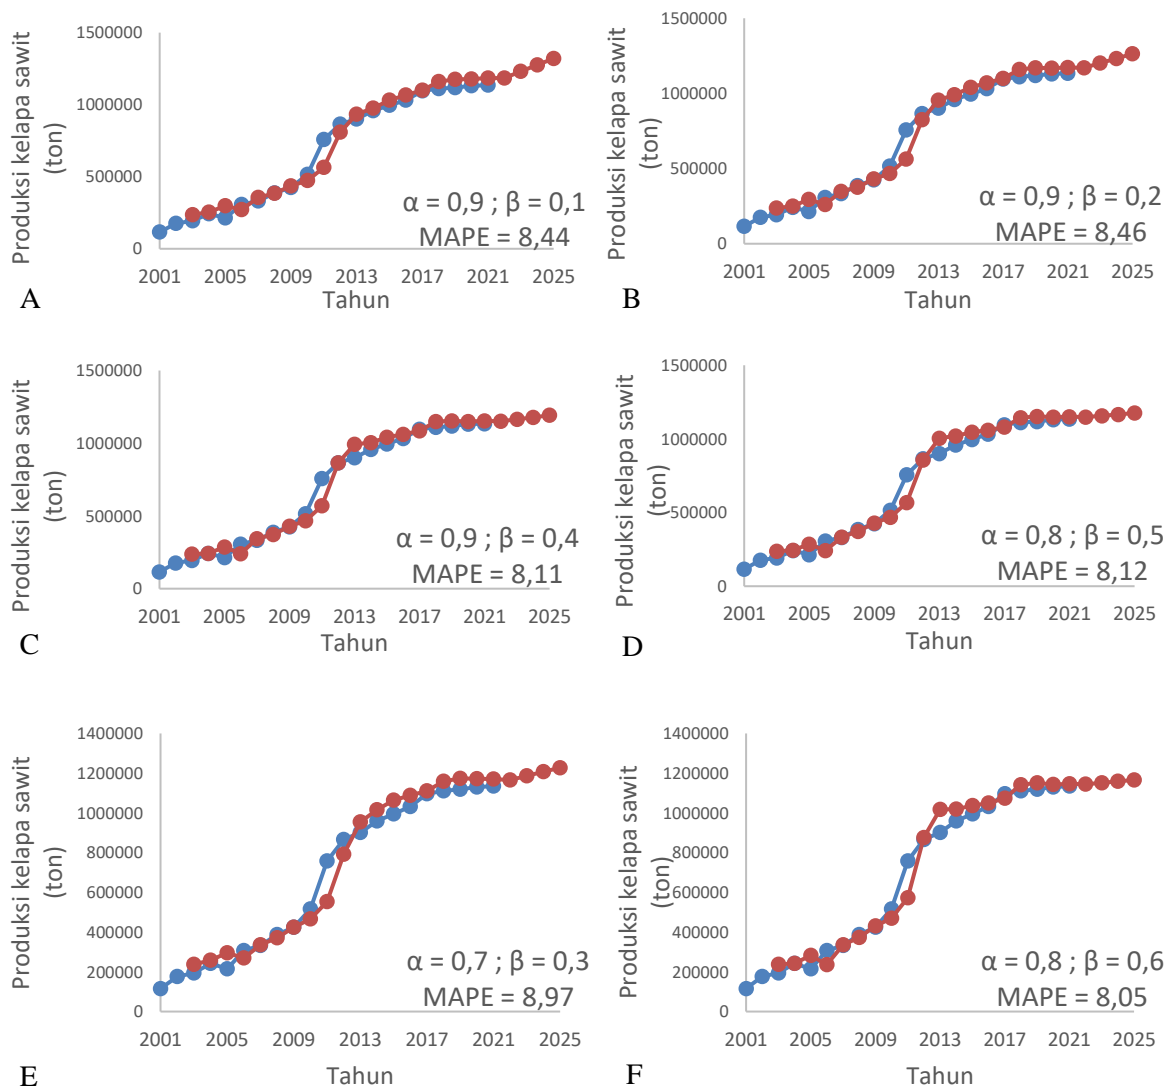 Produksi kelapa sawit
(ton)
1500000
1000000
500000
0
α = 0,9 ; β = 0,1
MAPE = 8,44
2001 2005 2009 2013 2017 2021 2025
Tahun
A
Produksi kelapa sawit
(ton)
1500000
1000000
500000
0
α = 0,9 ; β = 0,2
MAPE = 8,46
2001 2005 2009 2013 2017 2021 2025
Tahun
B
Produksi kelapa sawit
(ton)
1500000
1000000
500000
0
α = 0,9 ; β = 0,4
MAPE = 8,11
2001 2005 2009 2013 2017 2021 2025
Tahun
C
Produksi kelapa sawit
(ton)
1500000
1000000
500000
0
α = 0,8 ; β = 0,5
MAPE = 8,12
2001 2005 2009 2013 2017 2021 2025
Tahun
D
Produksi kelapa sawit
(ton)
1400000
1200000
1000000
800000
600000
400000
200000
0
α = 0,7 ; β = 0,3
MAPE = 8,97
2001 2005 2009 2013 2017 2021 2025
Tahun
E
Produksi kelapa sawit
(ton)
1400000
1200000
1000000
800000
600000
400000
200000
0
α = 0,8 ; β = 0,6
MAPE = 8,05
2001 2005 2009 2013 2017 2021 2025
Tahun
F